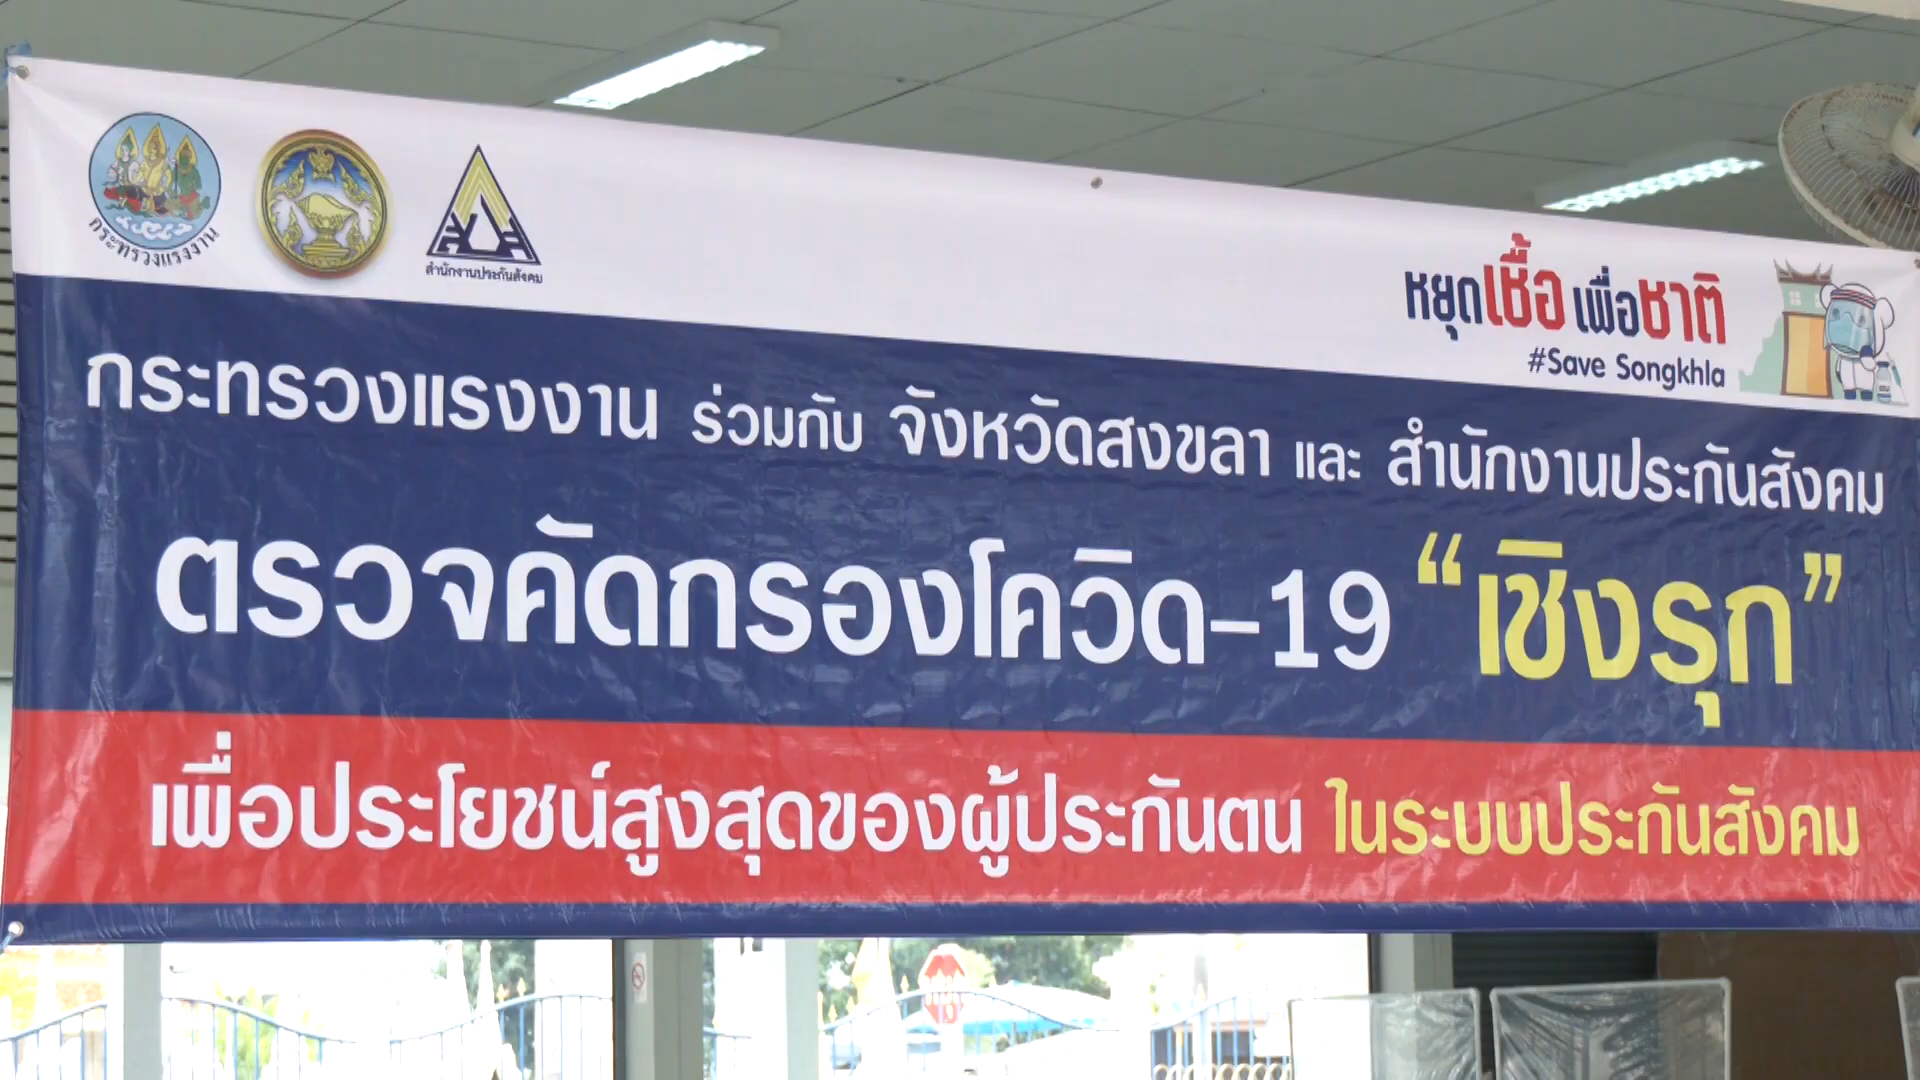 กระทรวงแรงงาน
สำนักงานประกันสังคม
หยุดเชื้อ เพื่อชาติ
#Save Songkhla
กระทรวงแรงงาน ร่วมกับ จังหวัดสงขลา และ สำนักงานประกันสังคม
ตรวจคัดกรองโควิด-19 “เชิงรุก”
เพื่อประโยชน์สูงสุดของผู้ประกันตน ในระบบประกันสังคม